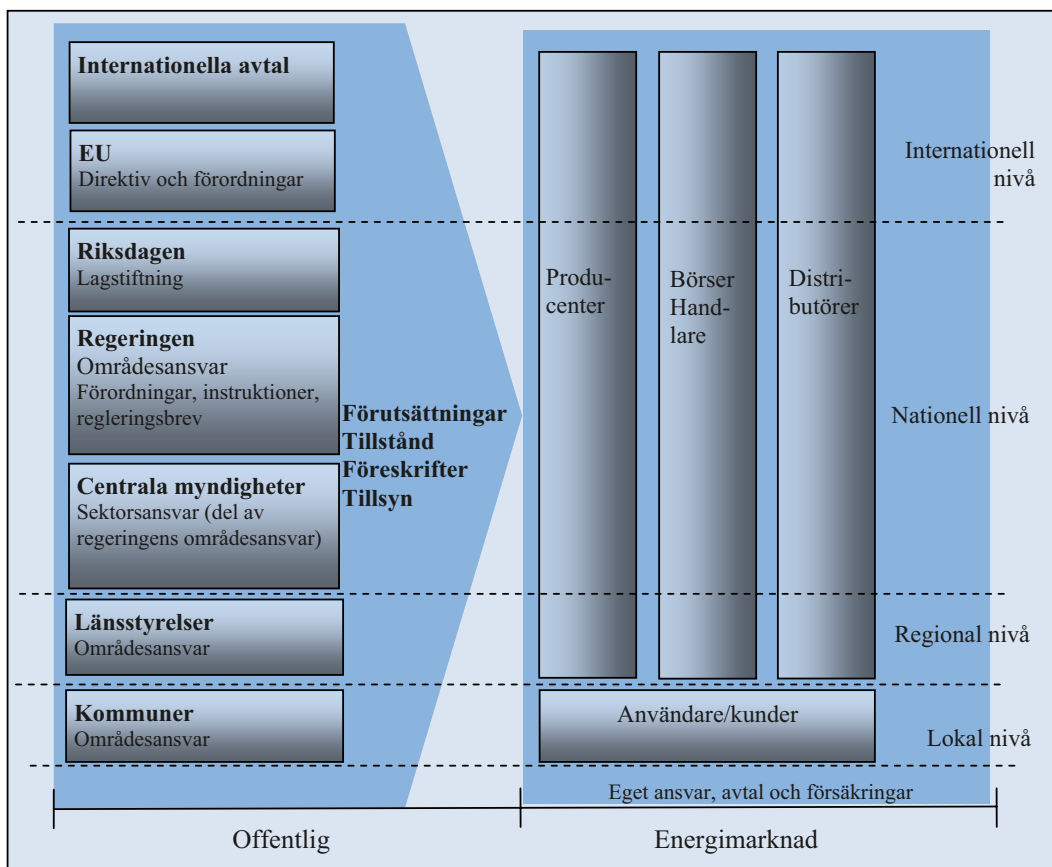 Internationella avtal
EU
Direktiv och förordningar
Riksdagen
Lagstiftning
Regeringen
Områdesansvar
Förordningar, instruktioner,
regleringsbrev
Centrala myndigheter
Sektorsansvar (del av
regeringens områdesansvar)
Länsstyrelser
Områdesansvar
Kommuner
Områdesansvar
Förutsättningar
Tillstånd
Föreskrifter
Tillsyn
Produ-
center
Börser
Hand-
lare
Distri-
butörer
Användare/kunder
Eget ansvar, avtal och försäkringar
Internationell
nivå
Nationell nivå
Regional nivå
Lokal nivå
Offentlig
Energimarknad